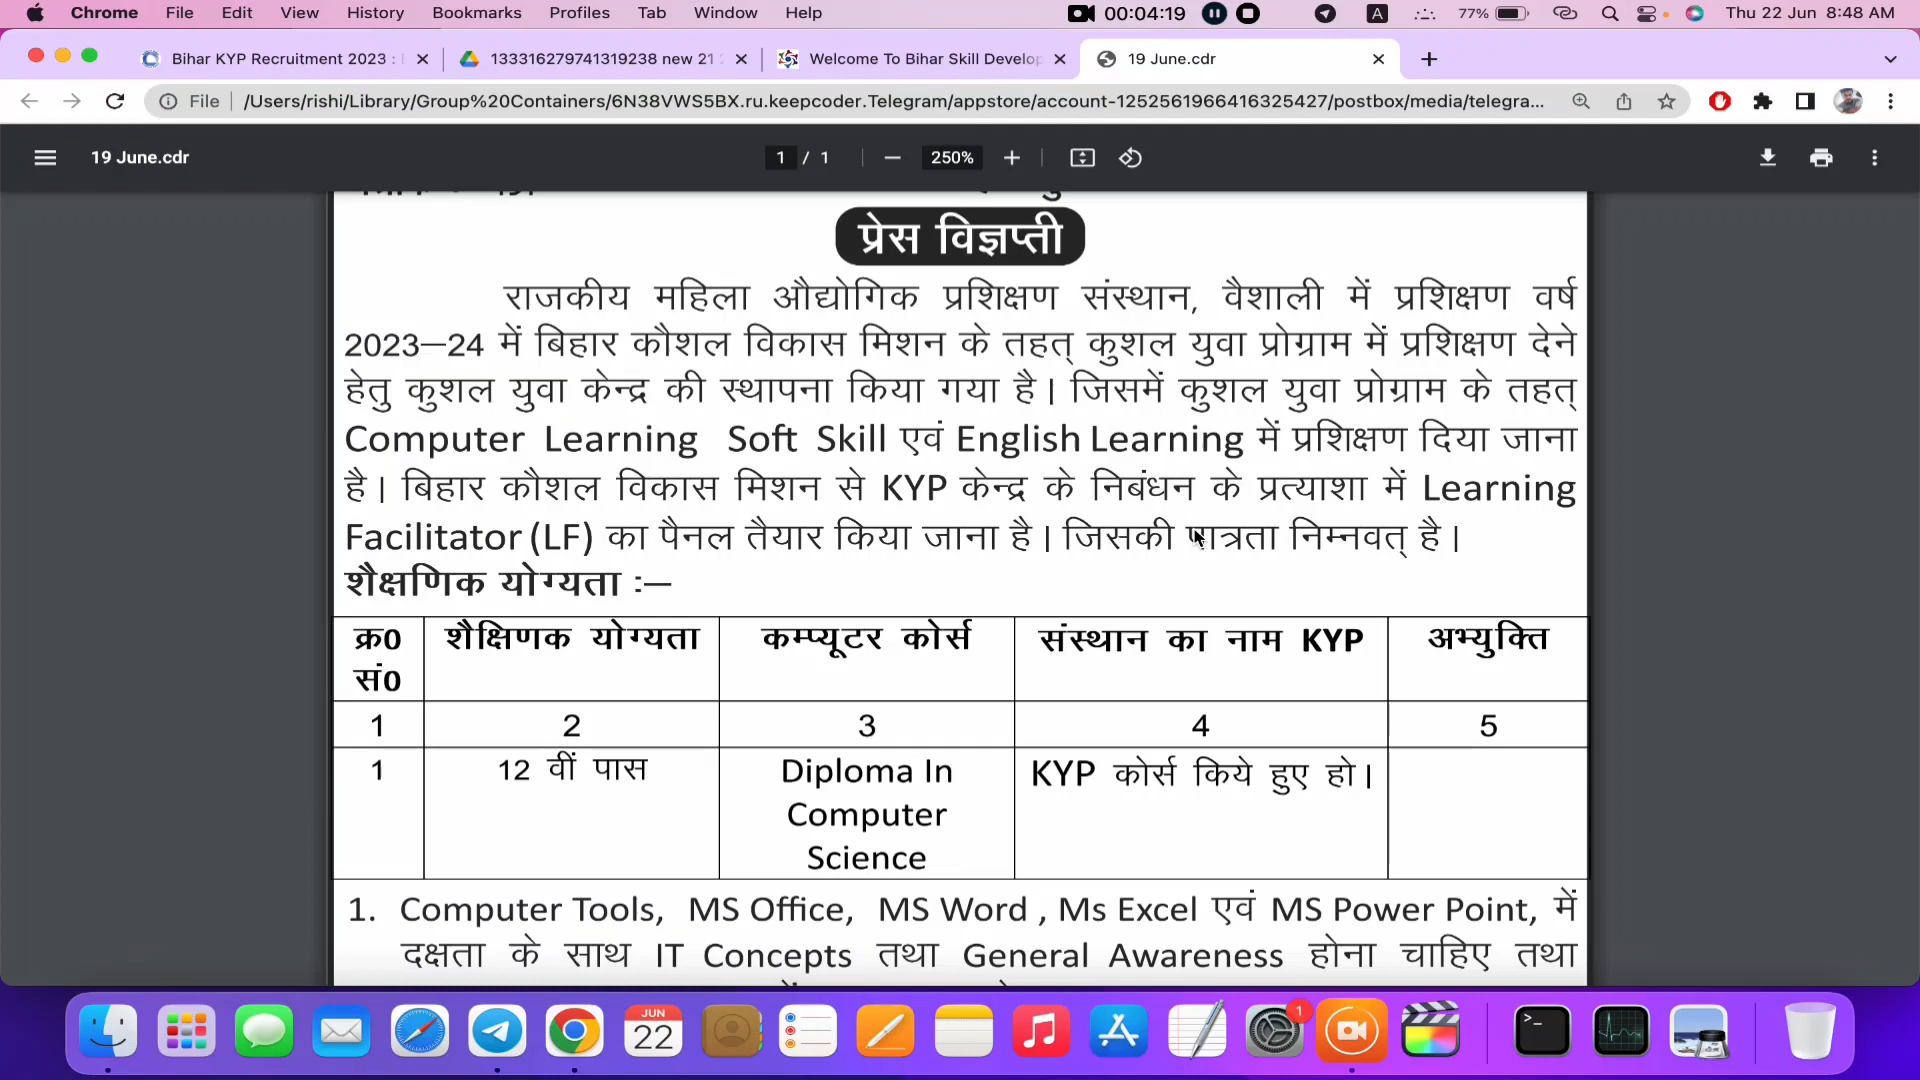 Chrome File Edit View History Bookmarks Profiles Tab Window Help 00:04:19 A 77% Thu 22 Jun 8:48 AM
Bihar KYP Recruitment 2023 : 133316279741319238 new 21 Welcome To Bihar Skill Develop 19 June.cdr
File /Users/rishi/Library/Group%20Containers/6N38VWS5BX.ru.keepcoder.Telegram/appstore/account-1252561966416325427/postbox/media/telegra...
19 June.cdr 1 / 1 250%
प्रेस विज्ञप्ती
राजकीय महिला औद्योगिक प्रशिक्षण संस्थान, वैशाली में प्रशिक्षण वर्ष
2023—24 में बिहार कौशल विकास मिशन के तहत् कुशल युवा प्रोग्राम में प्रशिक्षण देने
हेतु कुशल युवा केन्द्र की स्थापना किया गया है। जिसमें कुशल युवा प्रोग्राम के तहत्
Computer Learning Soft Skill एवं English Learning में प्रशिक्षण दिया जाना
है। बिहार कौशल विकास मिशन से KYP केन्द्र के निबंधन के प्रत्याशा में Learning
Facilitator (LF) का पैनल तैयार किया जाना है। जिसकी पात्रता निम्नवत् है।
शैक्षणिक योग्यता :—
क्र0 शैक्षिणक योग्यता कम्प्यूटर कोर्स संस्थान का नाम KYP अभ्युक्ति
सं0
1 2 3 4 5
1 12 वीं पास Diploma In KYP कोर्स किये हुए हो।
Computer
Science
1. Computer Tools, MS Office, MS Word , Ms Excel एवं MS Power Point, में
दक्षता के साथ IT Concepts तथा General Awareness होना चाहिए तथा
JUN
22
1